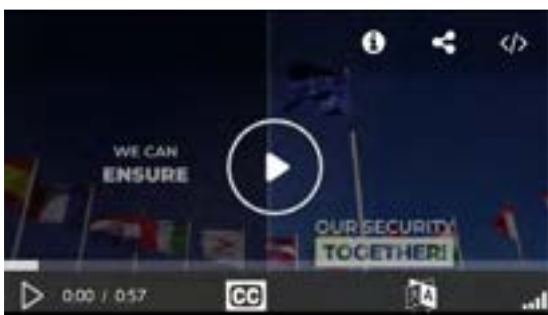 WE CAN
ENSURE
OUR SECURITY
TOGETHER!
0:00 / 0:57
CC